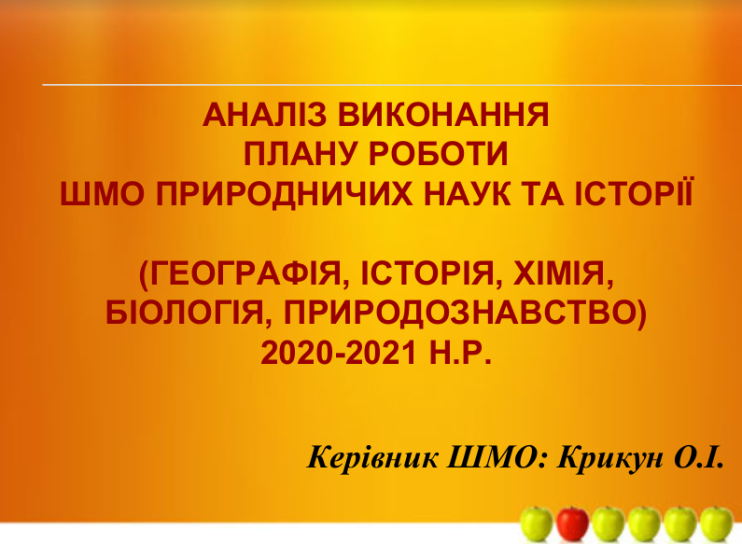 АНАЛІЗ ВИКОНАННЯ
ПЛАНУ РОБОТИ
ШМО ПРИРОДНИЧИХ НАУК ТА ІСТОРІЇ
(ГЕОГРАФІЯ, ІСТОРІЯ, ХІМІЯ,
БІОЛОГІЯ, ПРИРОДОЗНАВСТВО)
2020-2021 Н.Р.
Керівник ШМО: Крикун О.І.